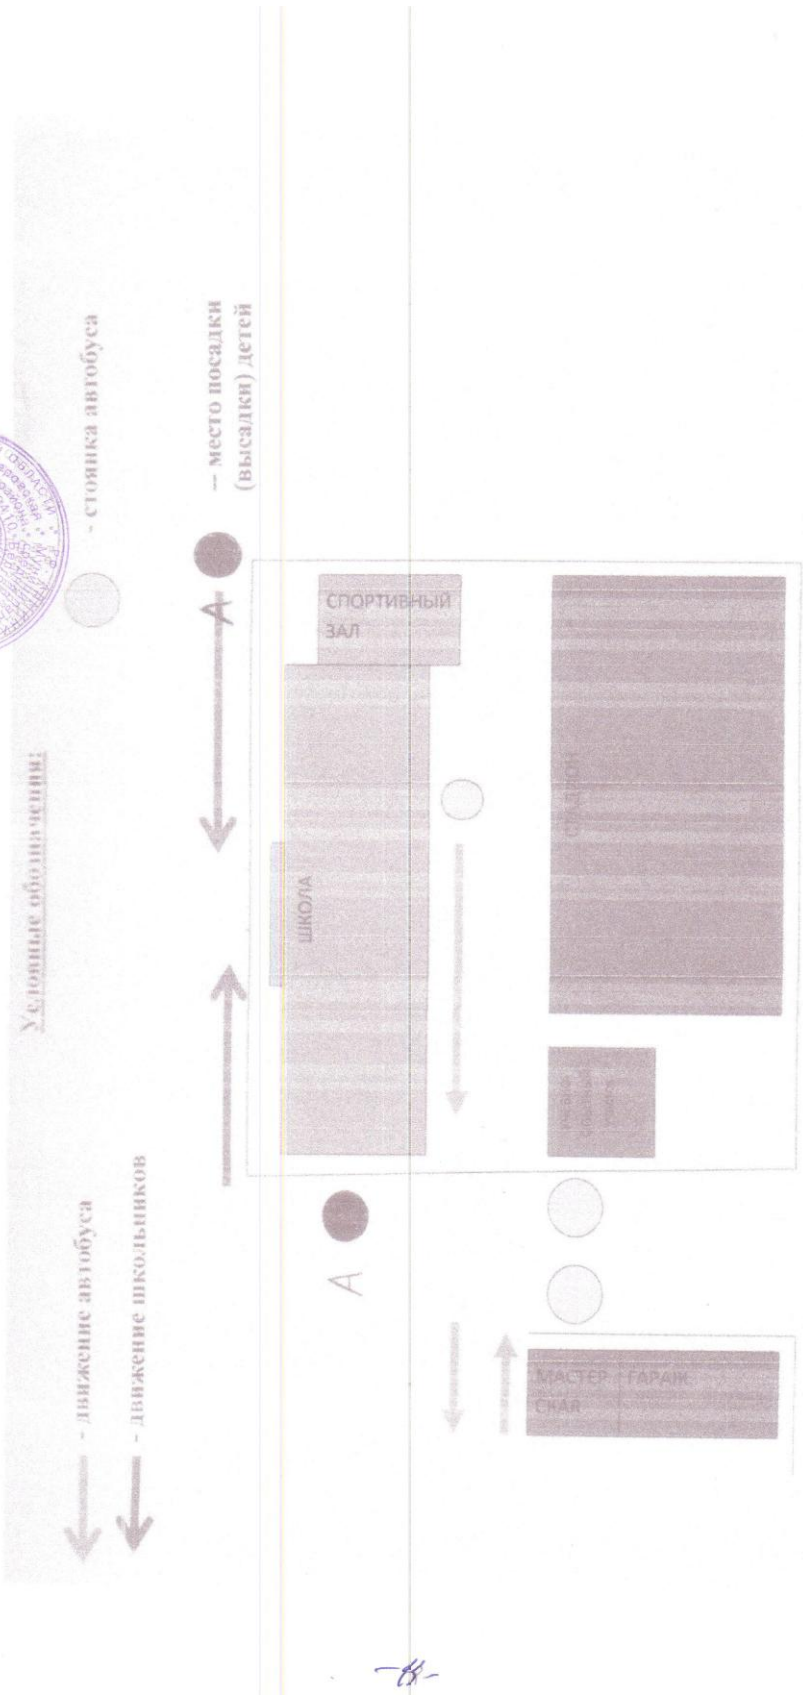 Условные обозначения:
- движение автобуса
- стоянка автобуса
- движение школьников
-- место посадки
(высадки) детей
А
СПОРТИВНЫЙ
ЗАЛ
ШКОЛА
СТАДИОН
А
МАСТЕР
СКАЯ
ГАРАЖ